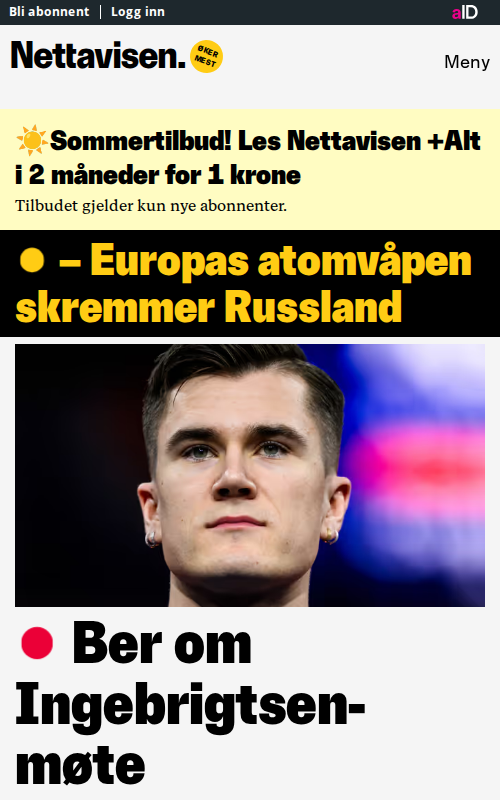 Bli abonnent | Logg inn aID
Nettavisen. ØKER MEST
Meny
☀️Sommertilbud! Les Nettavisen +Alt
i 2 måneder for 1 krone
Tilbudet gjelder kun nye abonnenter.
– Europas atomvåpen
skremmer Russland
Ber om
Ingebrigtsen-
møte